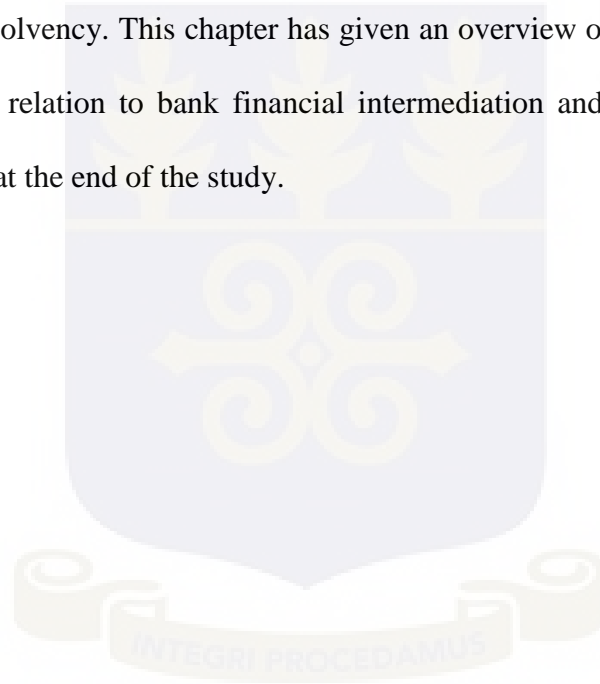 olvency. This chapter has given an overview o
relation to bank financial intermediation and
at the end of the study.
INTEGRI PROCEDAMUS